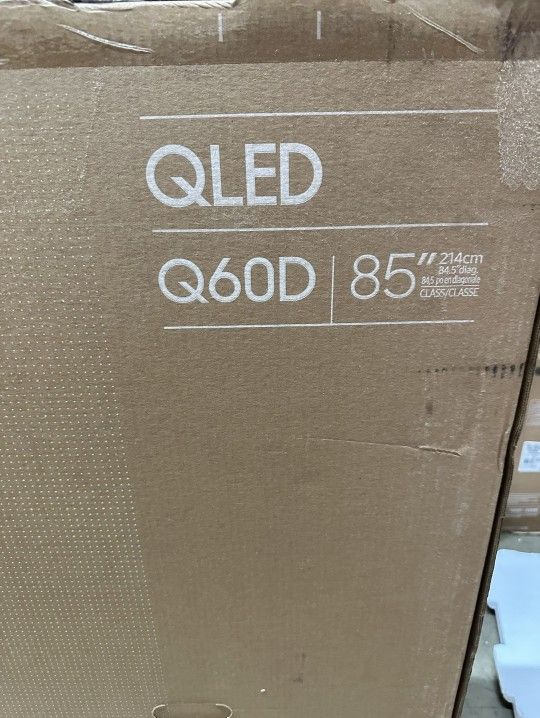 QLED
Q60D
85" 214cm
84.5"diag.
84,5 po en diagonale
CLASS/CLASSE